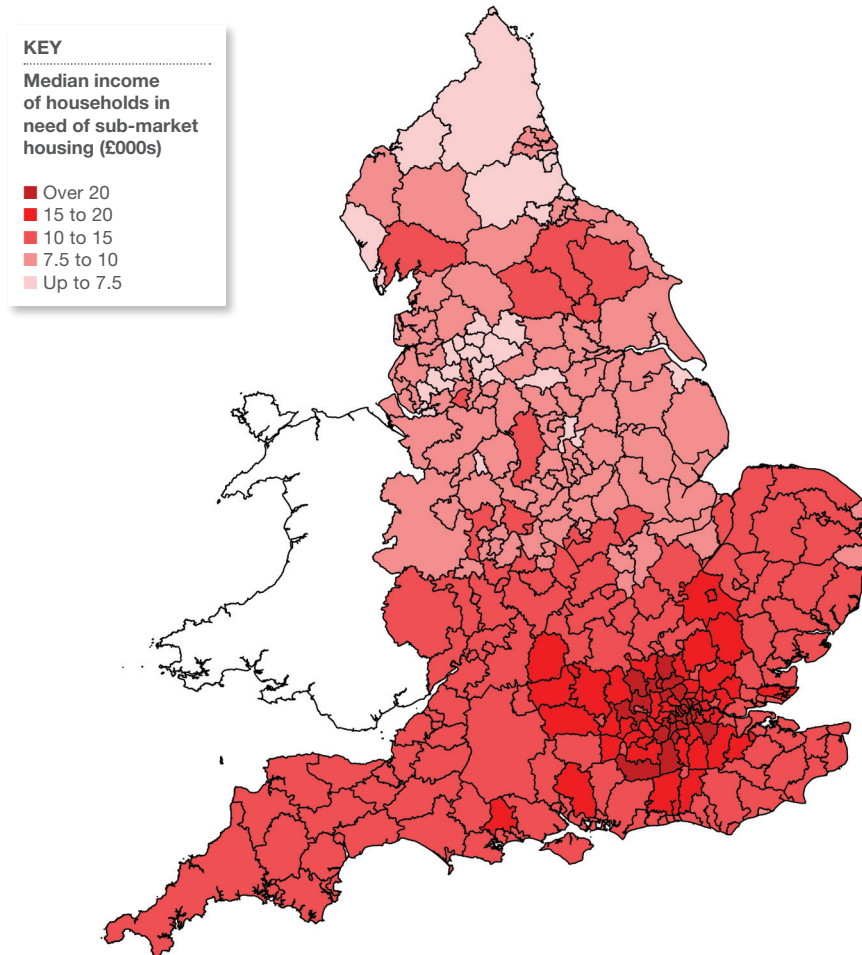 KEY
Median income
of households in
need of sub-market
housing (£000s)
Over 20
15 to 20
10 to 15
7.5 to 10
Up to 7.5